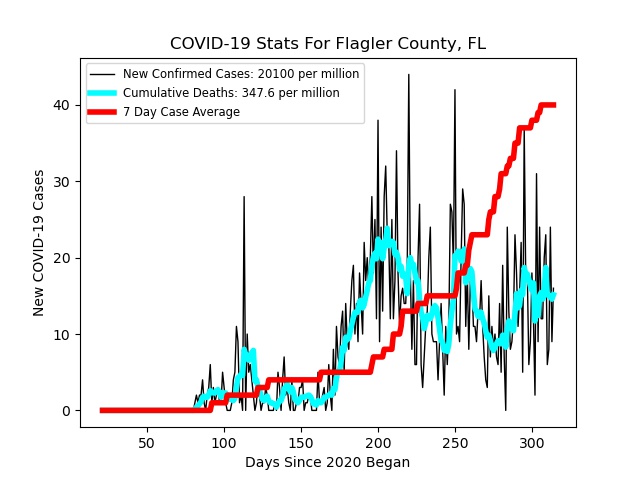 COVID-19 Stats For Flagler County, FL
New Confirmed Cases: 20100 per million
Cumulative Deaths: 347.6 per million
7 Day Case Average
New COVID-19 Cases
40
30
20
10
0
50 100 150 200 250 300
Days Since 2020 Began